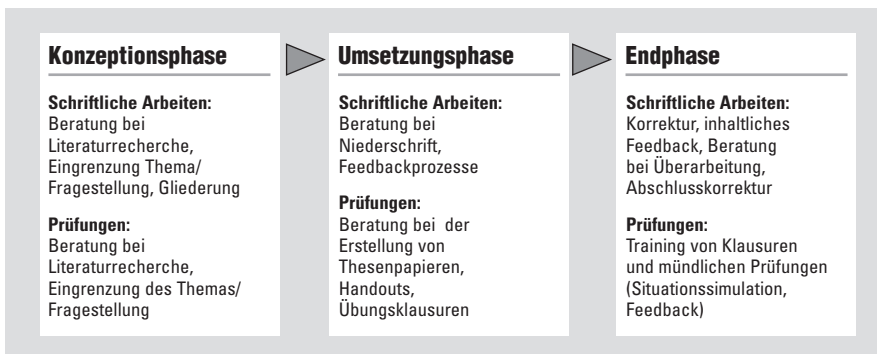 Konzeptionsphase
Schriftliche Arbeiten:
Beratung bei
Literaturrecherche,
Eingrenzung Thema/
Fragestellung, Gliederung
Prüfungen:
Beratung bei
Literaturrecherche,
Eingrenzung des Themas/
Fragestellung
Umsetzungsphase
Schriftliche Arbeiten:
Beratung bei
Niederschrift,
Feedbackprozesse
Prüfungen:
Beratung bei der
Erstellung von
Thesenpapieren,
Handouts,
Übungsklausuren
Endphase
Schriftliche Arbeiten:
Korrektur, inhaltliches
Feedback, Beratung
bei Überarbeitung,
Abschlusskorrektur
Prüfungen:
Training von Klausuren
und mündlichen Prüfungen
(Situationssimulation,
Feedback)